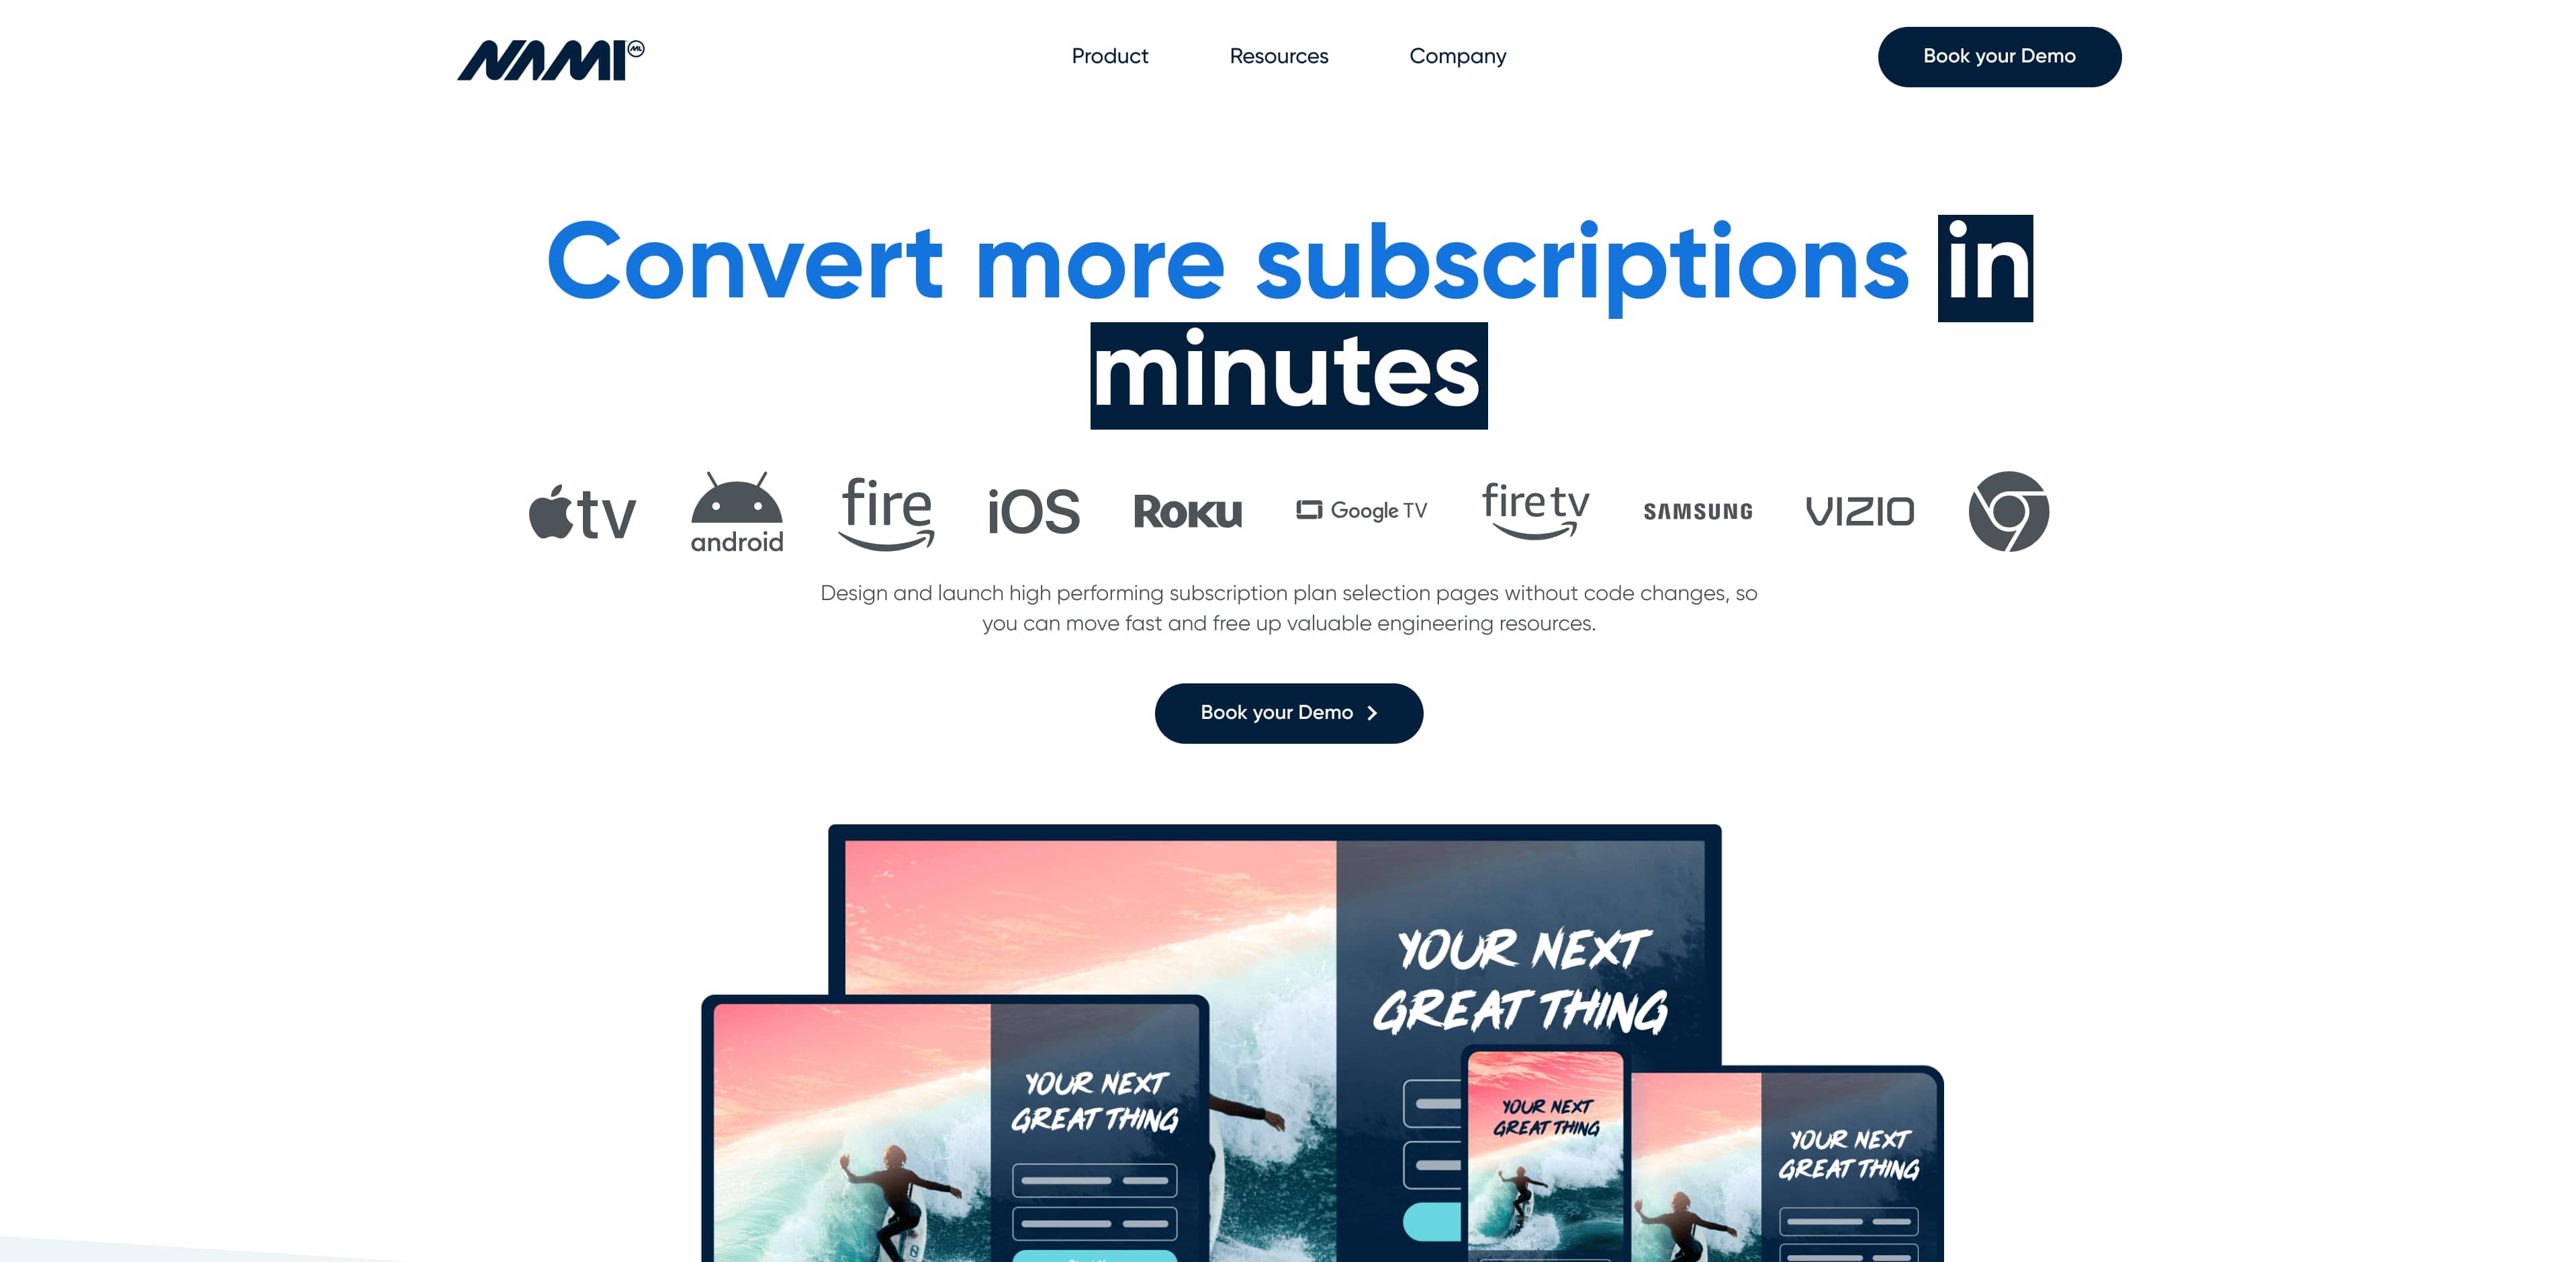 NAMI ML
Product
Resources
Company
Book your Demo
Convert more subscriptions in
minutes
tv
android
fire
iOS
ROKU
Google TV
fire tv
SAMSUNG
VIZIO
Design and launch high performing subscription plan selection pages without code changes, so
you can move fast and free up valuable engineering resources.
Book your Demo
YOUR NEXT
GREAT THING
YOUR NEXT
GREAT THING
YOUR NEXT
GREAT THING
YOUR NEXT
GREAT THING